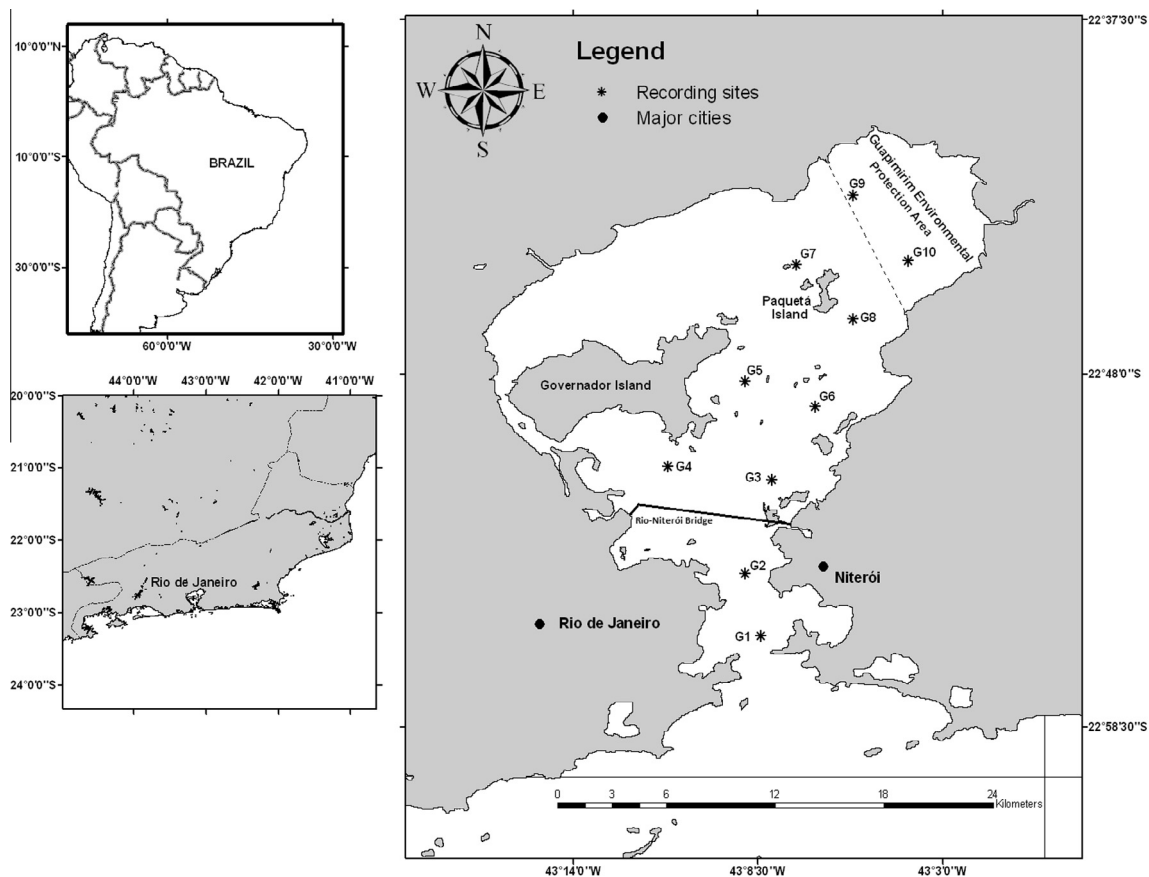 10°0'0"N
10°0'0"S
30°0'0"S
BRAZIL
60°0'0"W
30°0'0"W
44°0'0"W
43°0'0"W
42°0'0"W
41°0'0"W
20°0'0"S
21°0'0"S
22°0'0"S
23°0'0"S
24°0'0"S
Rio de Janeiro
N
W
E
S
Legend
Recording sites
Major cities
22°37'30"S
22°48'0"S
22°58'30"S
Guapimirim Environmental
Protection Area
G9
G10
G7
Paquetá
Island
G8
G5
Governador Island
G6
G4
G3
Rio-Niterói Bridge
G2
Niterói
Rio de Janeiro
G1
0
3
6
12
18
24
Kilometers
43°14'0"W
43°8'30"W
43°3'0"W